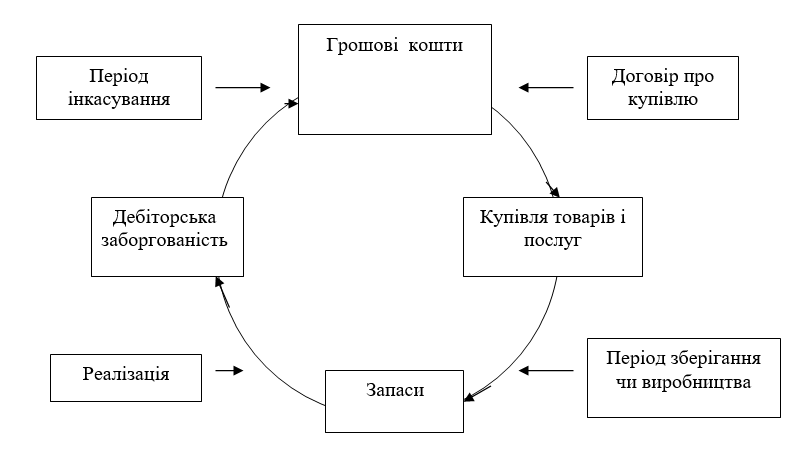 Грошові кошти
Період
інкасування
Договір про
купівлю
Дебіторська
заборгованість
Купівля товарів і
послуг
Реалізація
Запаси
Період зберігання
чи виробництва